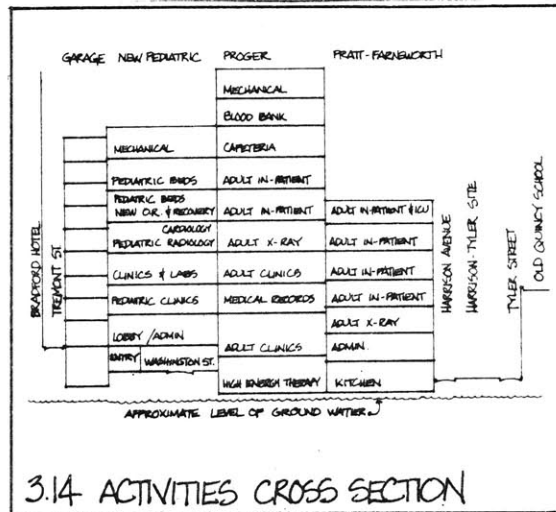 GARAGE NEW PEDIATRIC PROGER PRATT-FARNSWORTH
MECHANICAL
BLOOD BANK
MECHANICAL CAFETERIA
PEDIATRIC BEDS ADULT IN-PATIENT
PEDIATRIC BEDS
NEW O.R. & RECOVERY ADULT IN-PATIENT ADULT IN-PATIENT & ICU
CARDIOLOGY
PEDIATRIC RADIOLOGY ADULT X-RAY ADULT IN-PATIENT
CLINICS & LABS ADULT CLINICS ADULT IN-PATIENT
PEDIATRIC CLINICS MEDICAL RECORDS ADULT IN-PATIENT
ADULT X-RAY
LOBBY/ADMIN ADULT CLINICS ADMIN.
ENTRY WASHINGTON ST.
HIGH ENERGY THERAPY KITCHEN
BRADFORD HOTEL
TREMONT ST.
HARRISON AVENUE
HARRISON-TYLER SITE
TYLER STREET
OLD QUINCY SCHOOL
APPROXIMATE LEVEL OF GROUND WATER
3.14 ACTIVITIES CROSS SECTION